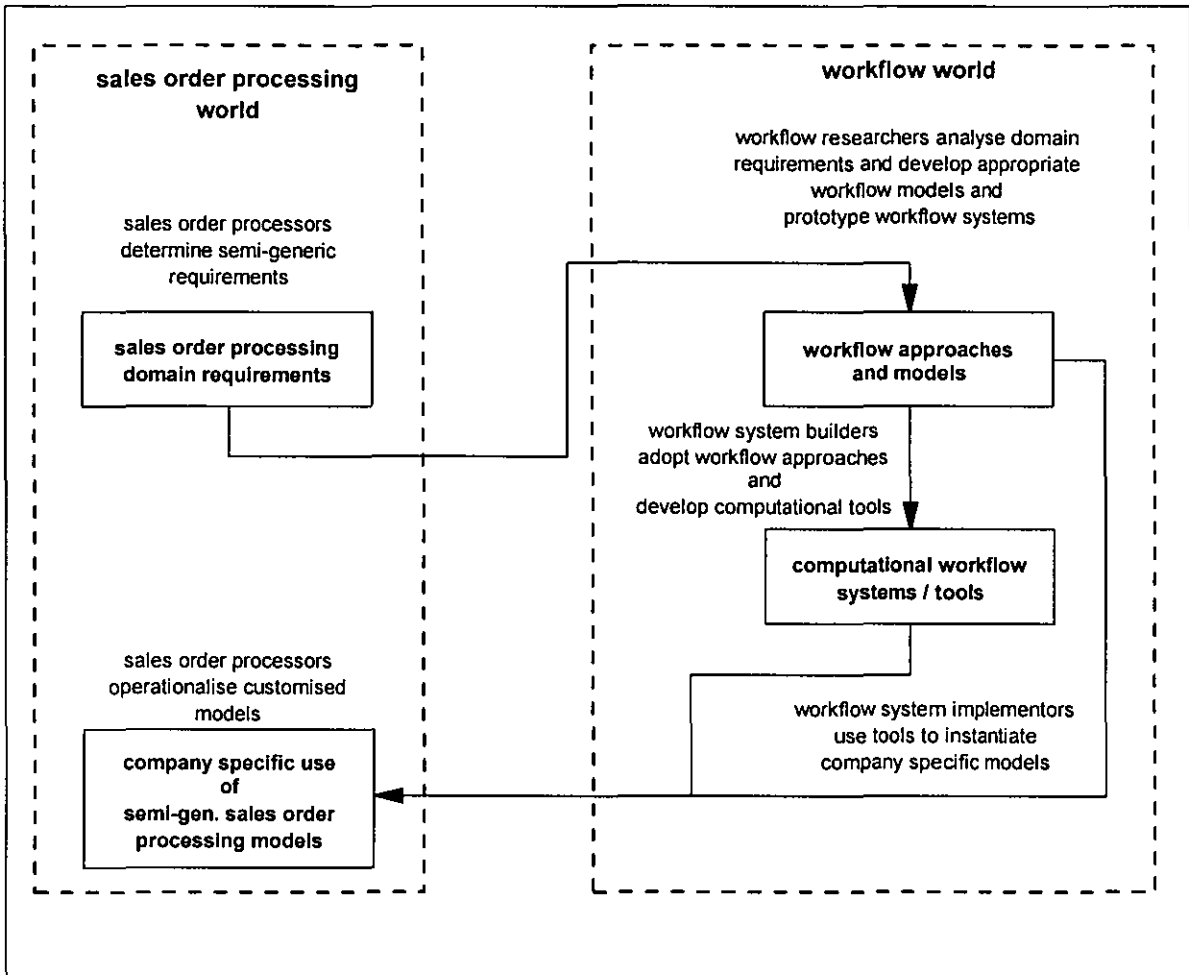 sales order processing
world
sales order processors
determine semi-generic
requirements
sales order processing
domain requirements
sales order processors
operationalise customised
models
company specific use
of
semi-gen. sales order
processing models
workflow world
workflow researchers analyse domain
requirements and develop appropriate
workflow models and
prototype workflow systems
workflow approaches
and models
workflow system builders
adopt workflow approaches
and
develop computational tools
computational workflow
systems / tools
workflow system implementors
use tools to instantiate
company specific models